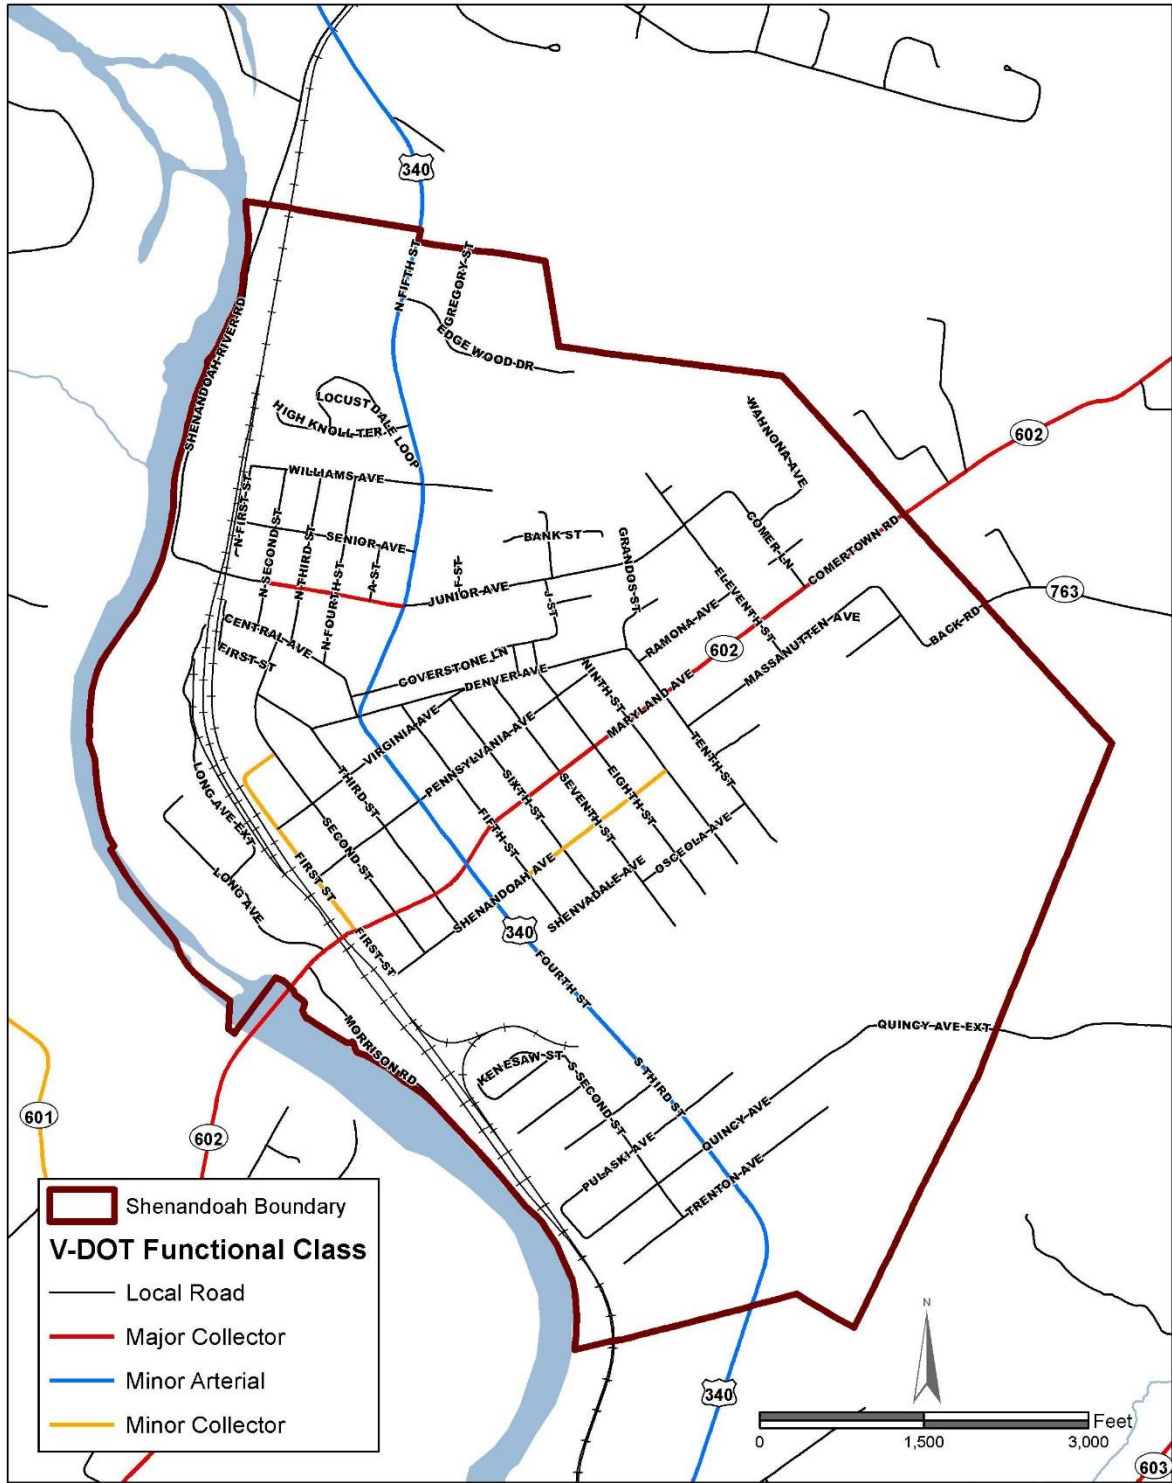 340
N FIFTH ST
GREGORY ST
EDGE WOOD DR
SHENANDOAH RIVER RD
LOCUST DALE LOOP
HIGH KNOLL TER
WAHNONA AVE
602
WILLIAMS AVE
N FIRST ST
N SECOND ST
N THIRD ST
N FOURTH ST
SENIOR AVE
A ST
F ST
BANK ST
GRANDOS ST
COMER LN
COMERTOWN RD
ELEVENTH ST
JUNIOR AVE
J ST
763
BACK RD
CENTRAL AVE
FIRST ST
RAMONA AVE
602
MASSANUTTEN AVE
COVERSTONE LN
DENVER AVE
NINTH ST
MARYLAND AVE
VIRGINIA AVE
PENNSYLVANIA AVE
TENTH ST
LONG AVE EXT
THIRD ST
SIXTH ST
SEVENTH ST
EIGHTH ST
SECOND ST
FIFTH ST
OSCEOLA AVE
LONG AVE
FIRST ST
SHENANDOAH AVE
SHENVADALE AVE
FIRST ST
340
FOURTH ST
MORRISON RD
QUINCY AVE EXT
KENESAW ST
S SECOND ST
S THIRD ST
601
602
QUINCY AVE
PULASKI AVE
TRENTON AVE
Shenandoah Boundary
V-DOT Functional Class
Local Road
Major Collector
Minor Arterial
Minor Collector
N
340
Feet
0 1,500 3,000
603